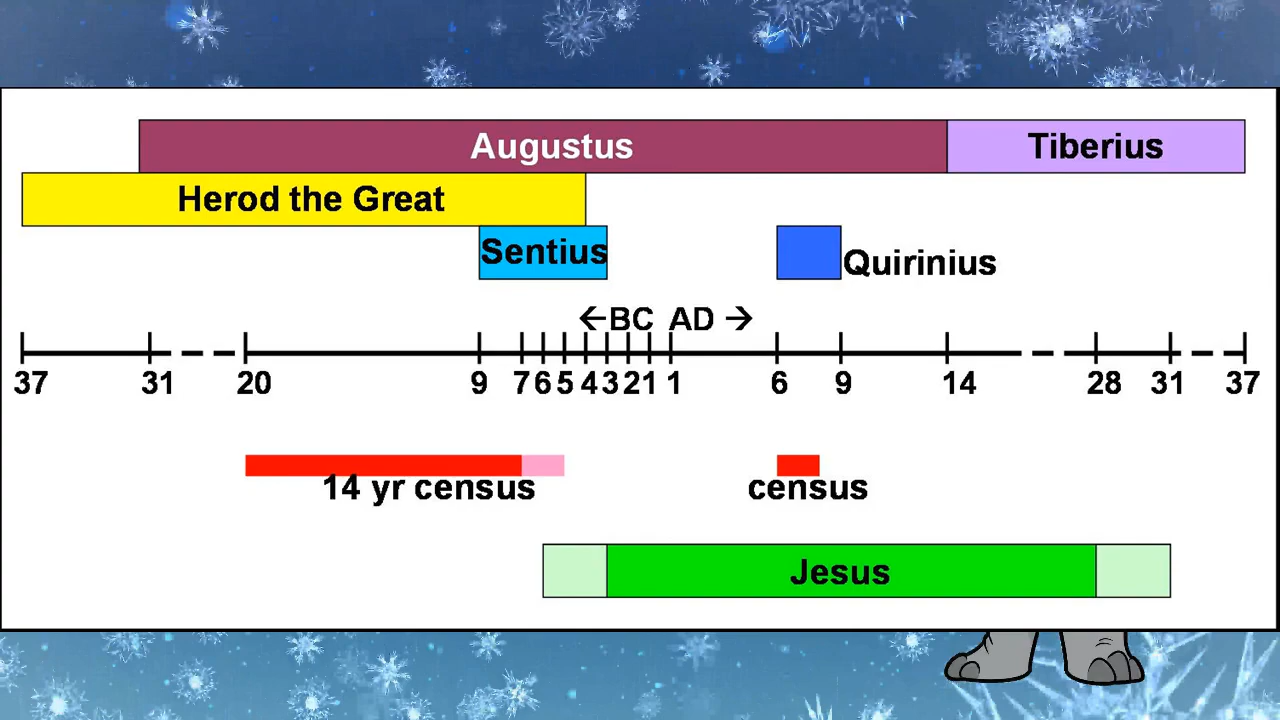 Augustus Tiberius
Herod the Great
Sentius
Quirinius
←BC AD→
37 31 20 9 7 6 5 4 3 2 1 1 6 9 14 28 31 37
14 yr census census
Jesus